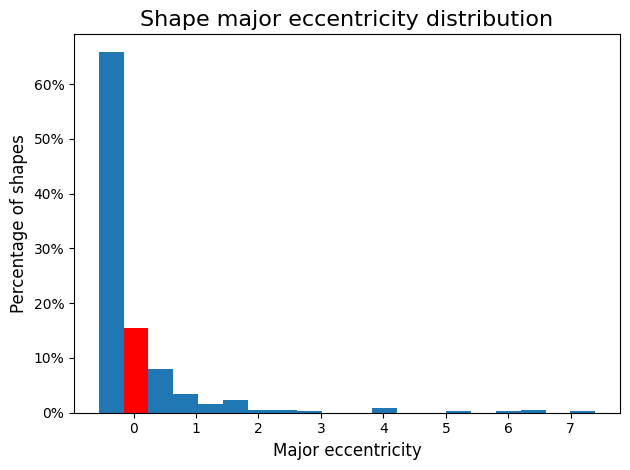 Shape major eccentricity distribution
Percentage of shapes
60%
50%
40%
30%
20%
10%
0%
0 1 2 3 4 5 6 7
Major eccentricity